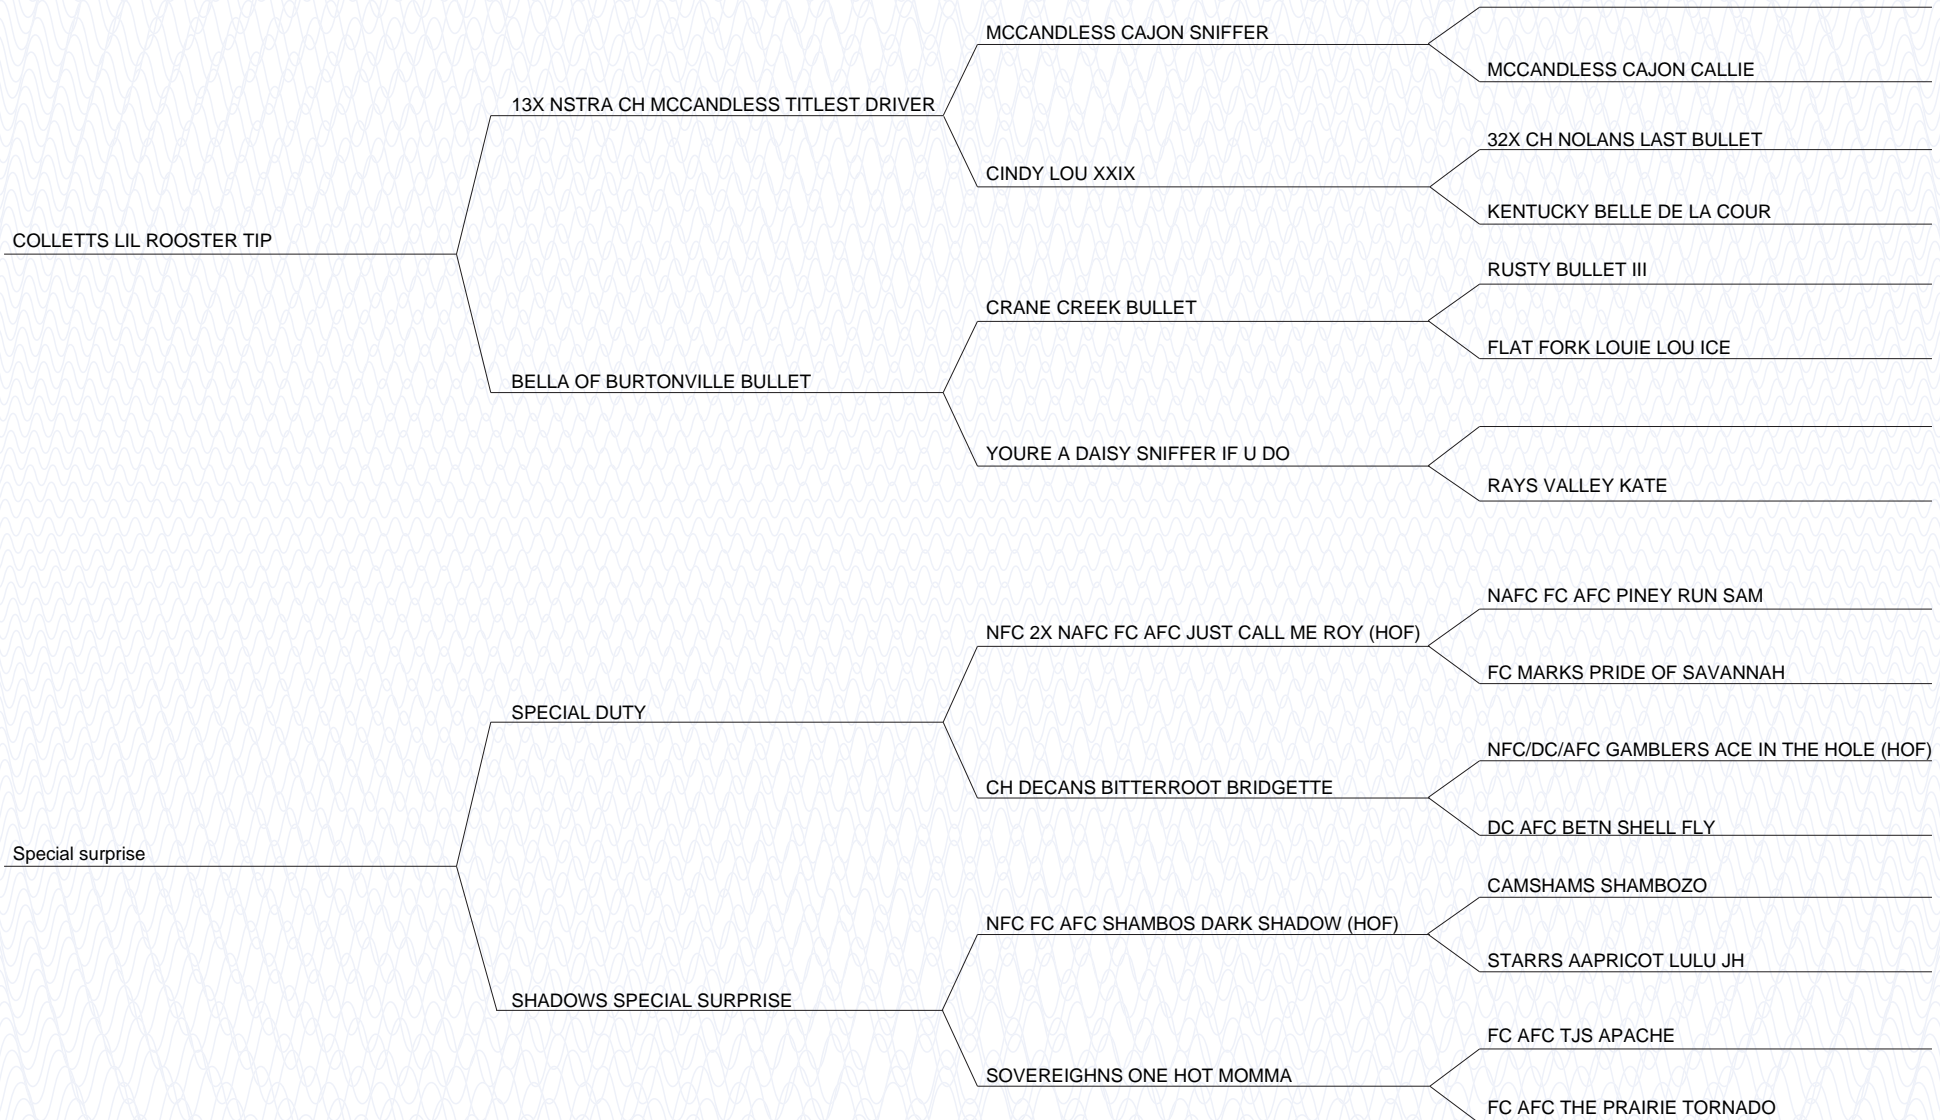 MCCANDLESS CAJON SNIFFER
MCCANDLESS CAJON CALLIE
13X NSTRA CH MCCANDLESS TITLEST DRIVER
32X CH NOLANS LAST BULLET
CINDY LOU XXIX
KENTUCKY BELLE DE LA COUR
COLLETTS LIL ROOSTER TIP
RUSTY BULLET III
CRANE CREEK BULLET
FLAT FORK LOUIE LOU ICE
BELLA OF BURTONVILLE BULLET
YOURE A DAISY SNIFFER IF U DO
RAYS VALLEY KATE
NAFC FC AFC PINEY RUN SAM
NFC 2X NAFC FC AFC JUST CALL ME ROY (HOF)
FC MARKS PRIDE OF SAVANNAH
SPECIAL DUTY
NFC/DC/AFC GAMBLERS ACE IN THE HOLE (HOF)
CH DECANS BITTERROOT BRIDGETTE
DC AFC BETN SHELL FLY
Special surprise
CAMSHAMS SHAMBOZO
NFC FC AFC SHAMBOS DARK SHADOW (HOF)
STARRS AAPRICOT LULU JH
SHADOWS SPECIAL SURPRISE
FC AFC TJS APACHE
SOVEREIGHNS ONE HOT MOMMA
FC AFC THE PRAIRIE TORNADO